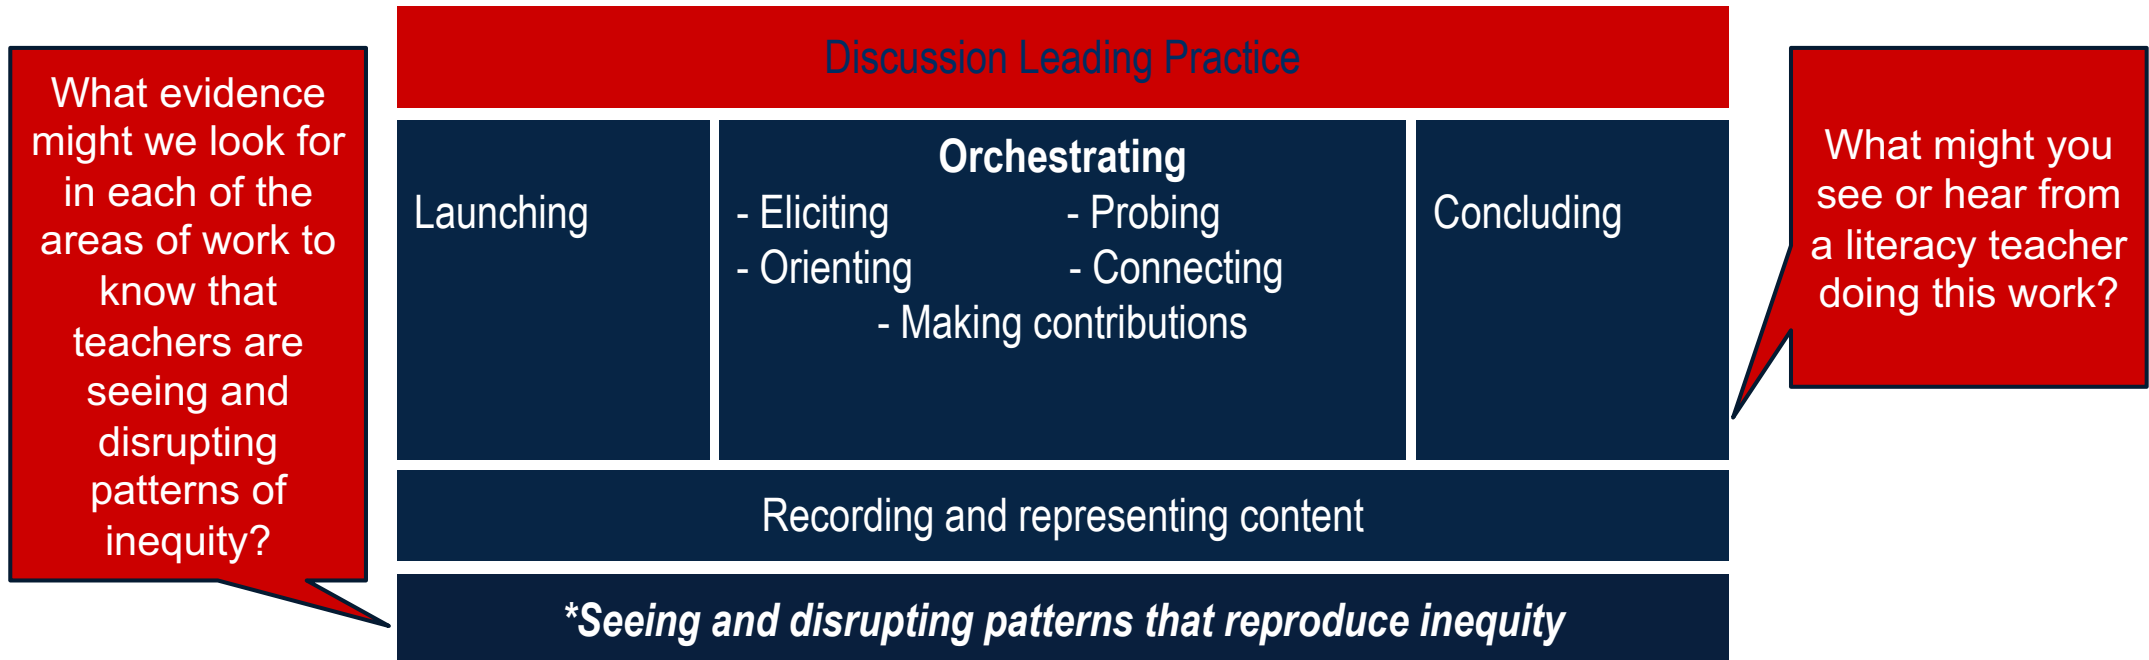 Discussion Leading Practice
What evidence
might we look for
in each of the
areas of work to
know that
teachers are
seeing and
disrupting
patterns of
inequity?
Launching
Orchestrating
- Eliciting - Probing
- Orienting - Connecting
- Making contributions
Concluding
What might you
see or hear from
a literacy teacher
doing this work?
Recording and representing content
*Seeing and disrupting patterns that reproduce inequity